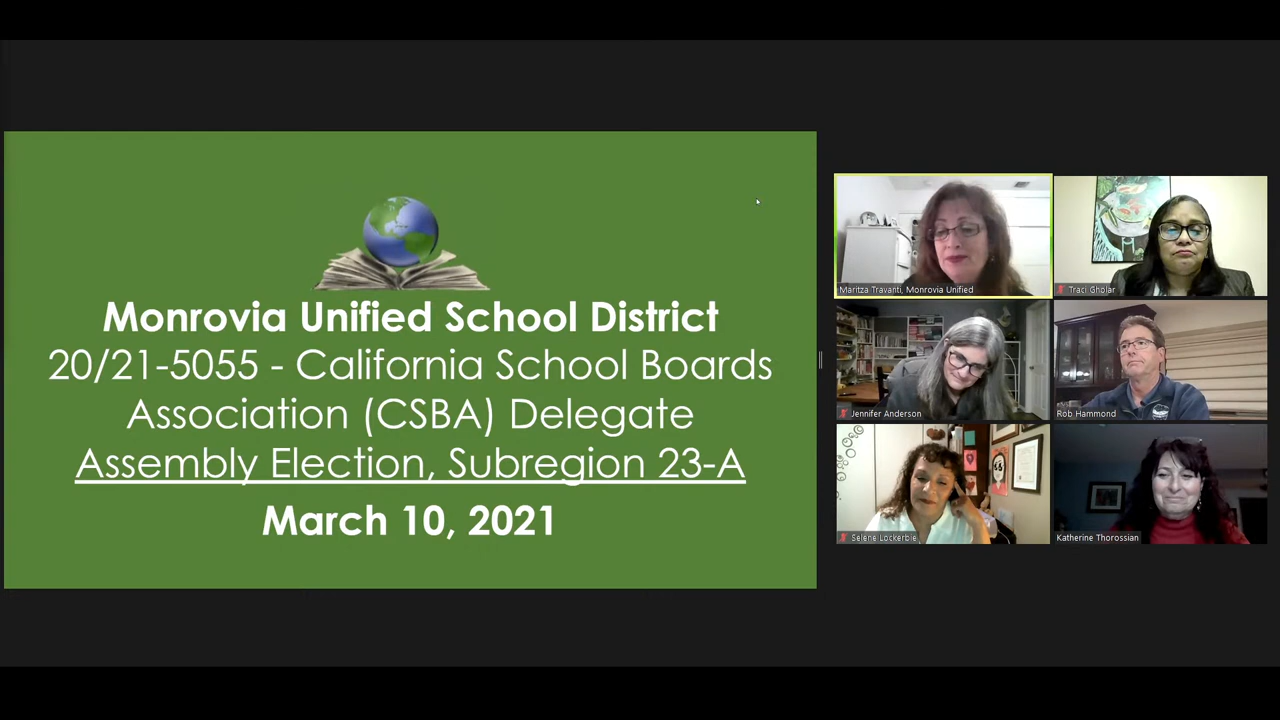 Monrovia Unified School District
20/21-5055 - California School Boards
Association (CSBA) Delegate
Assembly Election, Subregion 23-A
March 10, 2021
Maritza Travanti, Monrovia Unified
Traci Gholar
Jennifer Anderson
Rob Hammond
Selene Lockerbie
Katherine Thorossian